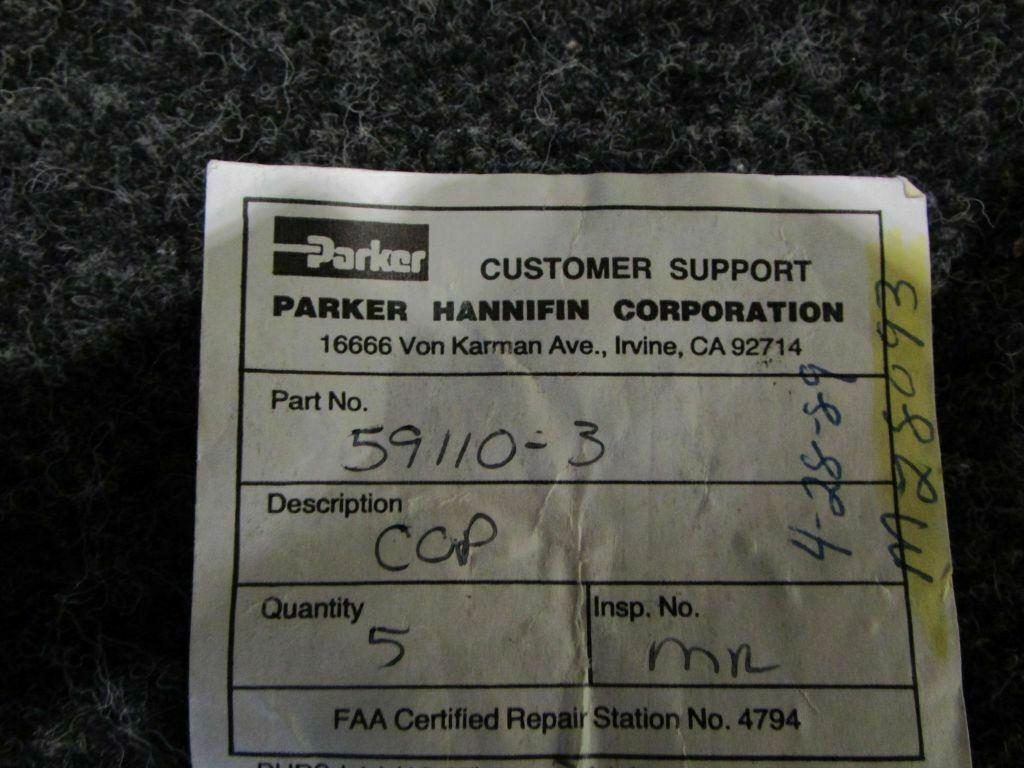 Parker
CUSTOMER SUPPORT
PARKER HANNIFIN CORPORATION
16666 Von Karman Ave., Irvine, CA 92714
Part No.
59110-3
Description
CAP
Quantity
5
Insp. No.
MR
FAA Certified Repair Station No. 4794
4-28-89
M28093